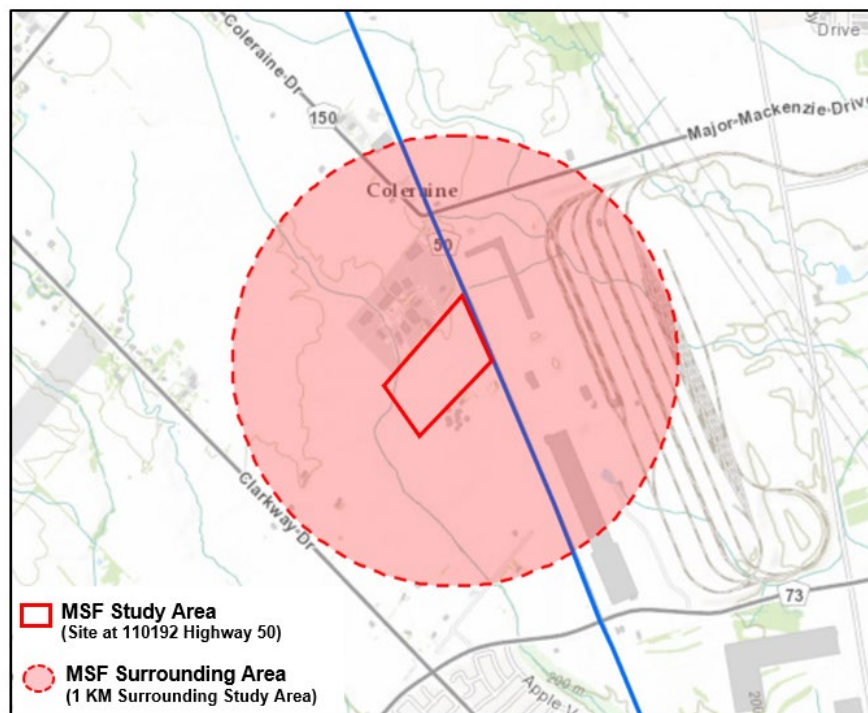 Drive
Coleraine-Dr
150
Major-Mackenzie-Drive
Coleraine
50
Clarkway-Dr
73
200 m
200
MSF Study Area
(Site at 110192 Highway 50)
MSF Surrounding Area
(1 KM Surrounding Study Area)